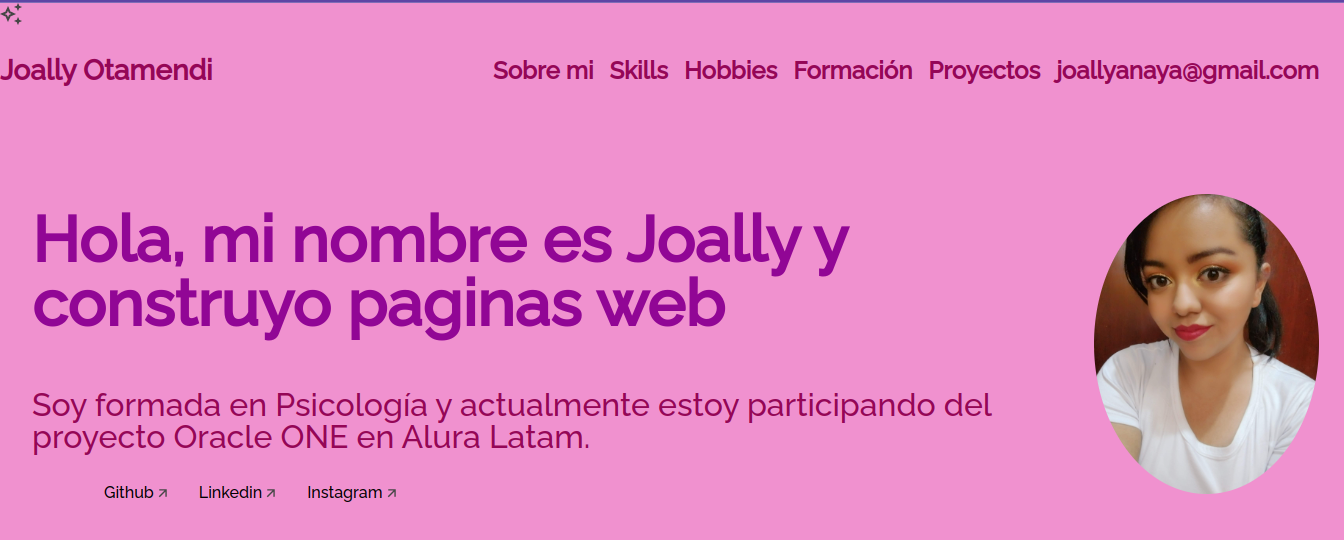 Joally Otamendi
Sobre mi Skills Hobbies Formación Proyectos joallyanaya@gmail.com
Hola, mi nombre es Joally y
construyo paginas web
Soy formada en Psicología y actualmente estoy participando del
proyecto Oracle ONE en Alura Latam.
Github Linkedin Instagram